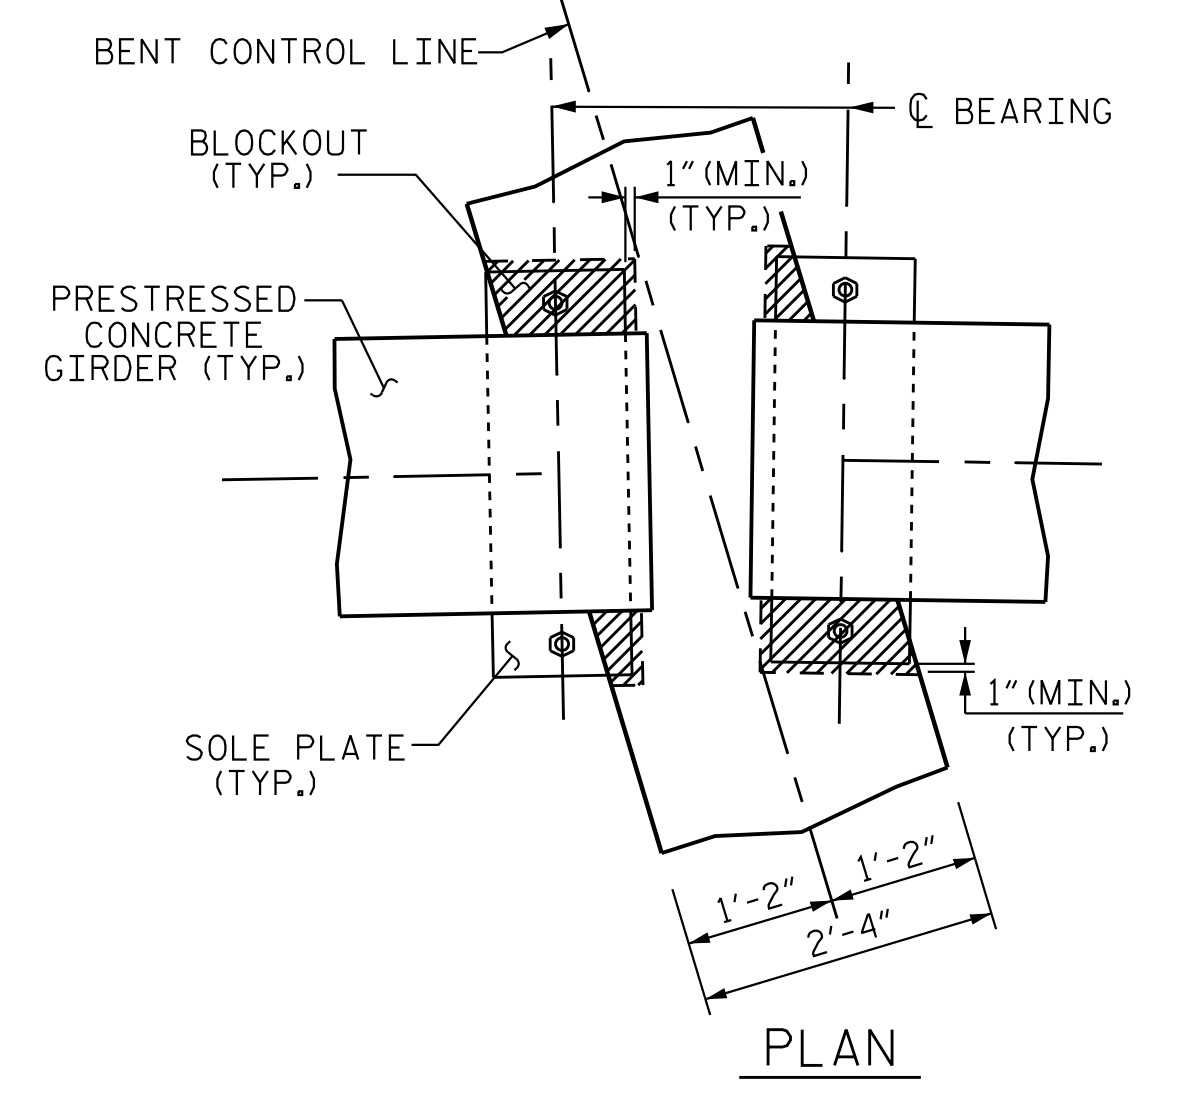 BENT CONTROL LINE
℄ BEARING
BLOCKOUT
(TYP.)
1" (MIN.)
(TYP.)
PRESTRESSED
CONCRETE
GIRDER (TYP.)
1" (MIN.)
(TYP.)
SOLE PLATE
(TYP.)
1'-2"
1'-2"
2'-4"
PLAN